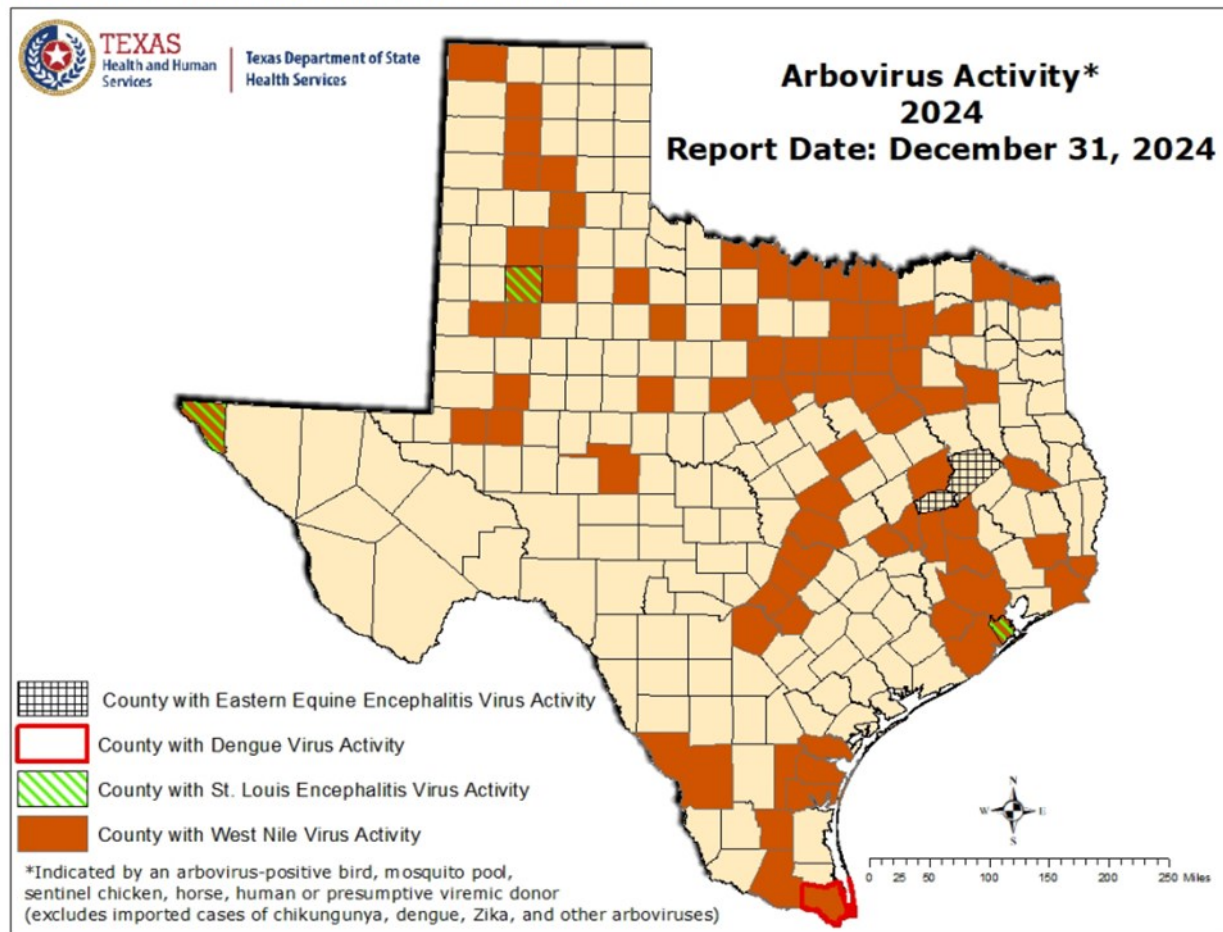 TEXAS
Health and Human
Services
Texas Department of State
Health Services
Arbovirus Activity*
2024
Report Date: December 31, 2024
County with Eastern Equine Encephalitis Virus Activity
County with Dengue Virus Activity
County with St. Louis Encephalitis Virus Activity
County with West Nile Virus Activity
*Indicated by an arbovirus-positive bird, mosquito pool,
sentinel chicken, horse, human or presumptive viremic donor
(excludes imported cases of chikungunya, dengue, Zika, and other arboviruses)
N
W E
S
0 25 50 100 150 200 250 Miles